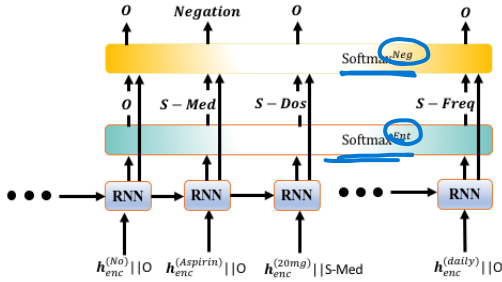 O Negation O O
Softmax^Neg
O S − Med S − Dos S − Freq
Softmax^Ent
••• RNN RNN RNN ••• RNN
h_enc^(No)||O h_enc^(Aspirin)||O h_enc^(20mg)||S-Med h_enc^(daily)||O